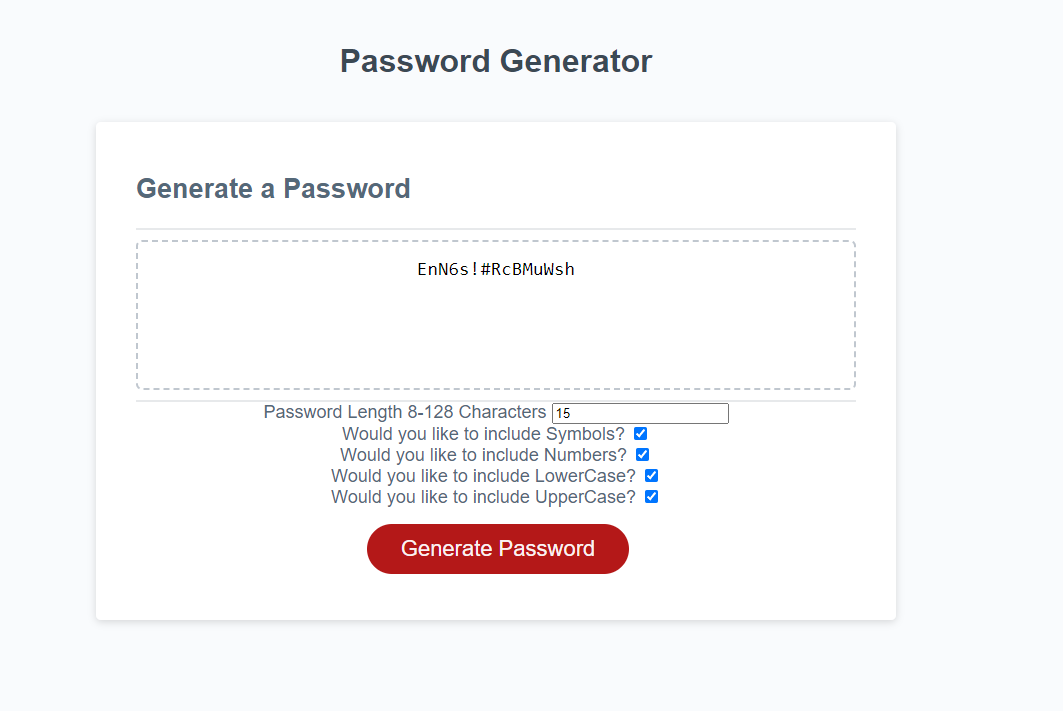 Password Generator
Generate a Password
EnN6s!#RcBMuWsh
Password Length 8-128 Characters 15
Would you like to include Symbols?
Would you like to include Numbers?
Would you like to include LowerCase?
Would you like to include UpperCase?
Generate Password